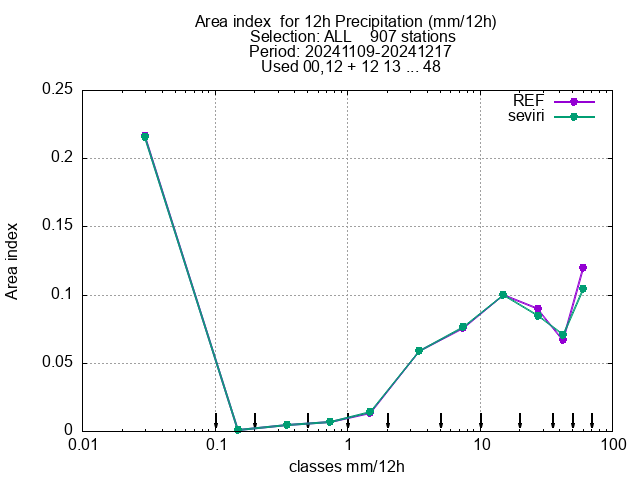 Area index  for 12h Precipitation (mm/12h)
Selection: ALL    907 stations
Period: 20241109-20241217
Used 00,12 + 12 13 ... 48
REF
seviri
0.25
0.2
0.15
0.1
0.05
0
Area index
0.01
0.1
1
10
100
classes mm/12h